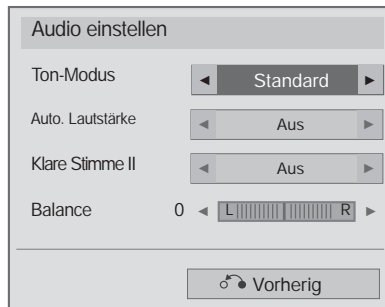 Audio einstellen
Ton-Modus ◄ Standard ►
Auto. Lautstärke ◄ Aus ►
Klare Stimme II ◄ Aus ►
Balance 0 ◄ L R ►
Vorherig